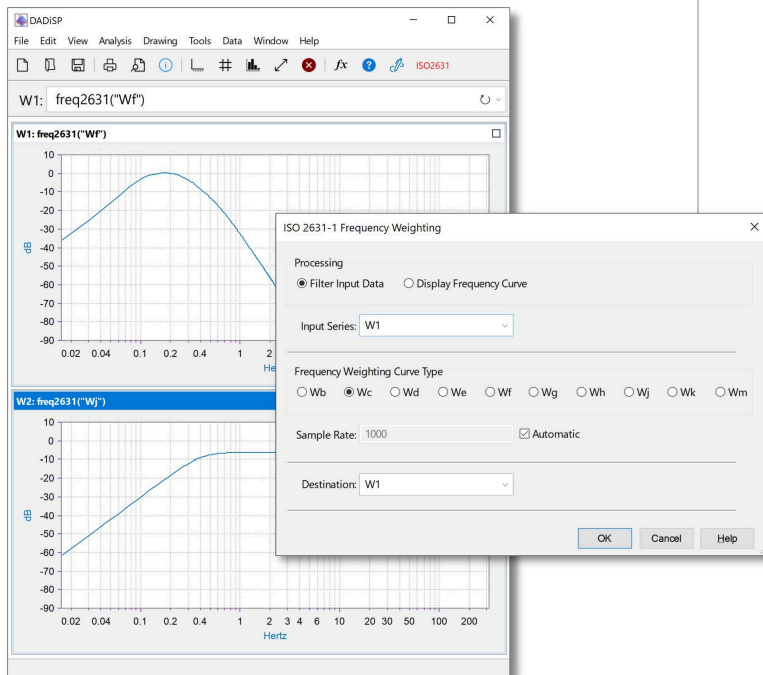 DADiSP
File Edit View Analysis Drawing Tools Data Window Help
fx ? ISO2631
W1: freq2631("Wf")
W1: freq2631("Wf")
10
0
-10
-20
-30
-40
-50
-60
-70
-80
-90
dB
0.02 0.04 0.1 0.2 0.4 1 2
He
W2: freq2631("Wj")
10
0
-10
-20
-30
-40
-50
-60
-70
-80
-90
dB
0.02 0.04 0.1 0.2 0.4 1 2 3 4 6 10 20 30 50 100 200
Hertz
ISO 2631-1 Frequency Weighting
Processing
Filter Input Data Display Frequency Curve
Input Series: W1
Frequency Weighting Curve Type
Wb Wc Wd We Wf Wg Wh Wj Wk Wm
Sample Rate: 1000 Automatic
Destination: W1
OK Cancel Help